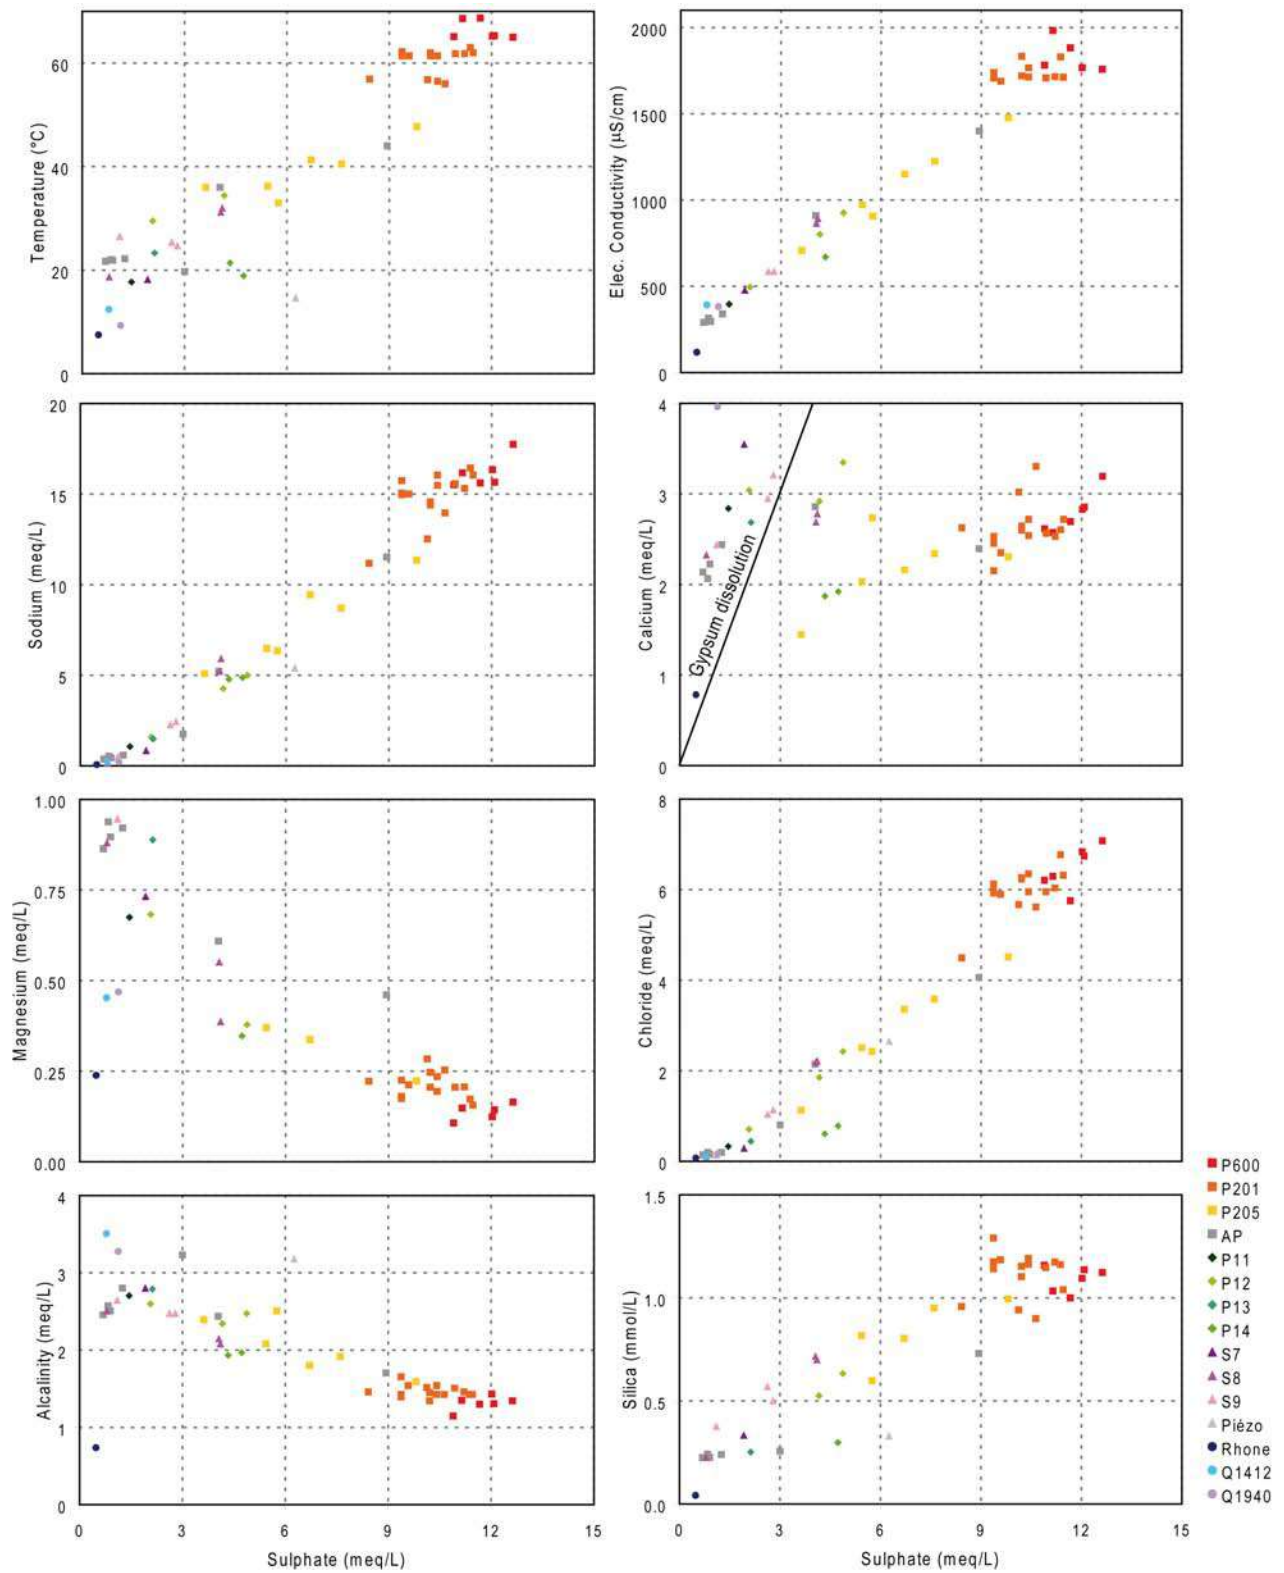 60
40
20
0
Temperature (°C)
2000
1500
1000
500
0
Elec. Conductivity (µS/cm)
20
15
10
5
0
Sodium (meq/L)
4
3
2
1
0
Calcium (meq/L)
Gypsum dissolution
1.00
0.75
0.50
0.25
0.00
Magnesium (meq/L)
8
6
4
2
0
Chloride (meq/L)
4
3
2
1
0
Alcalinity (meq/L)
0
3
6
9
12
15
Sulphate (meq/L)
1.5
1.0
0.5
0.0
Silica (mmol/L)
0
3
6
9
12
15
Sulphate (meq/L)
P600
P201
P205
AP
P11
P12
P13
P14
S7
S8
S9
Piézo
Rhone
Q1412
Q1940